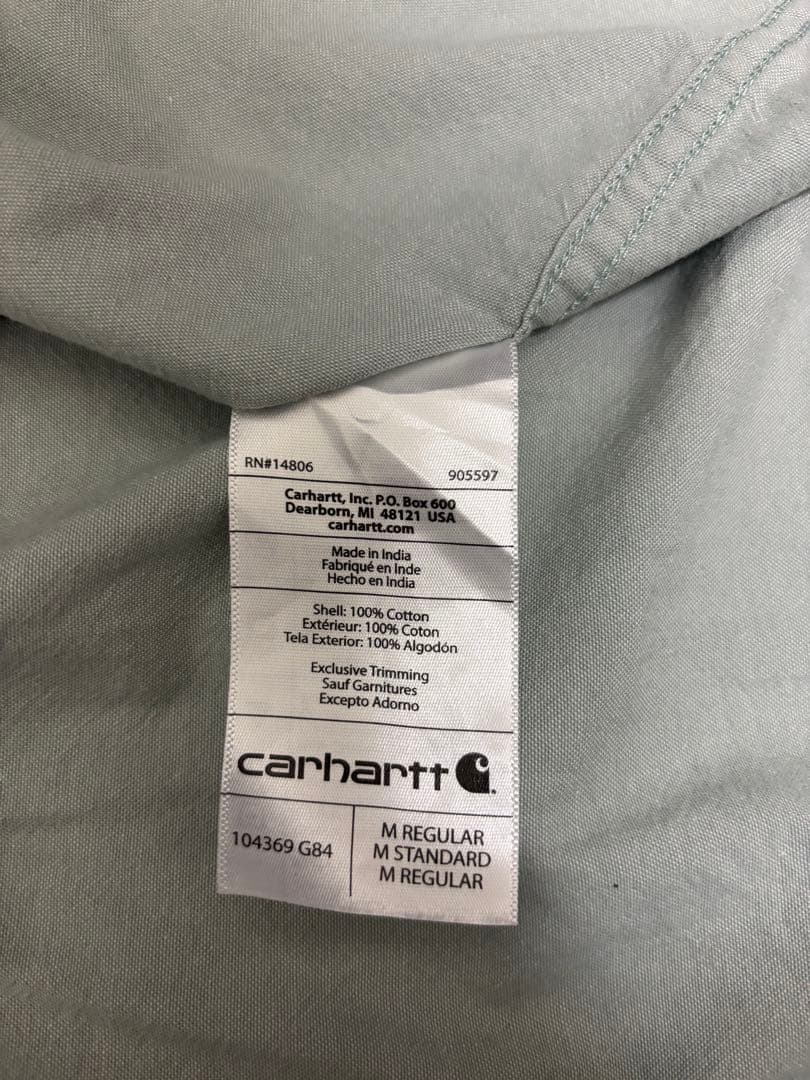 RN#14806 905597
Carhartt, Inc. P.O. Box 600
Dearborn, MI 48121 USA
carhartt.com
Made in India
Fabriqué en Inde
Hecho en India
Shell: 100% Cotton
Extérieur: 100% Coton
Tela Exterior: 100% Algodón
Exclusive Trimming
Sauf Garnitures
Excepto Adorno
carhartt
104369 G84
M REGULAR
M STANDARD
M REGULAR